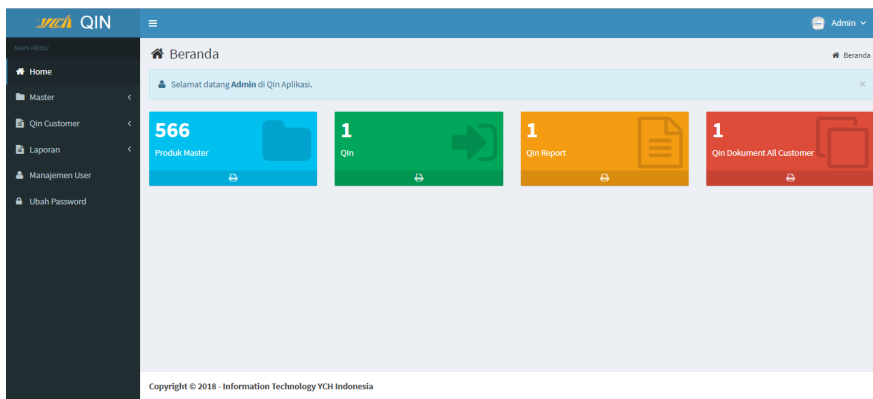 ych QIN
Admin
MAIN MENU
Home
Master
Qin Customer
Laporan
Manajemen User
Ubah Password
Beranda
Beranda
Selamat datang Admin di QIn Aplikasi.
×
566
Produk Master
1
QIn
1
Qin Report
1
Qin Dokument All Customer
Copyright © 2018 - Information Technology YCH Indonesia